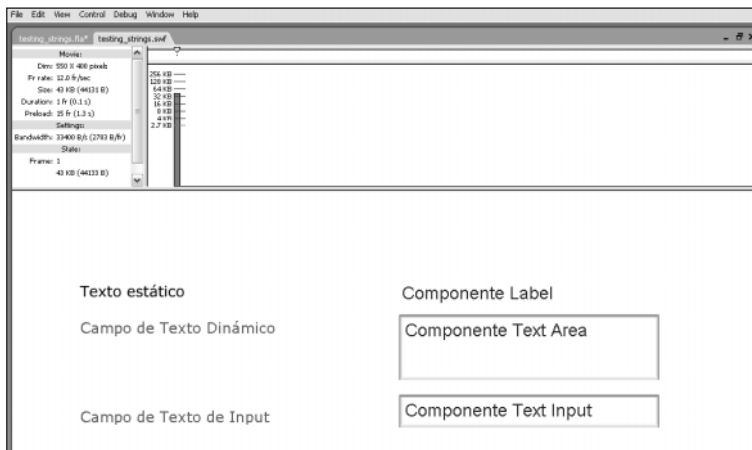 File Edit View Control Debug Window Help
testing_strings.fla* testing_strings.swf
Movie:
Dim: 550 X 400 pixels
Fr rate: 12.0 fr/sec
Size: 43 KB (44131 B)
Duration: 1 fr (0.1 s)
Preload: 15 fr (1.3 s)
Settings:
Bandwidth: 33400 B/s (2783 B/fr)
State:
Frame: 1
43 KB (44133 B)
256 KB
128 KB
64 KB
32 KB
16 KB
8 KB
4 KB
2.7 KB
Texto estático
Componente Label
Campo de Texto Dinámico
Componente Text Area
Campo de Texto de Input
Componente Text Input